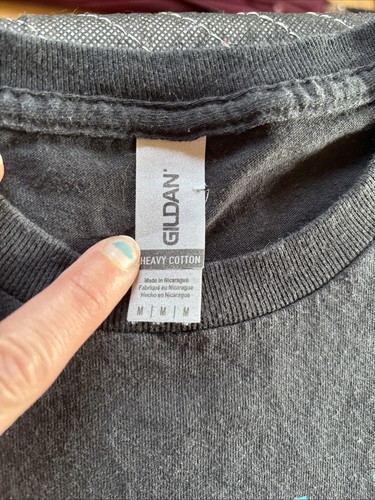 GILDAN
HEAVY COTTON
Made in Nicaragua
Fabriqué au Nicaragua
Hecho en Nicaragua
M | M | M